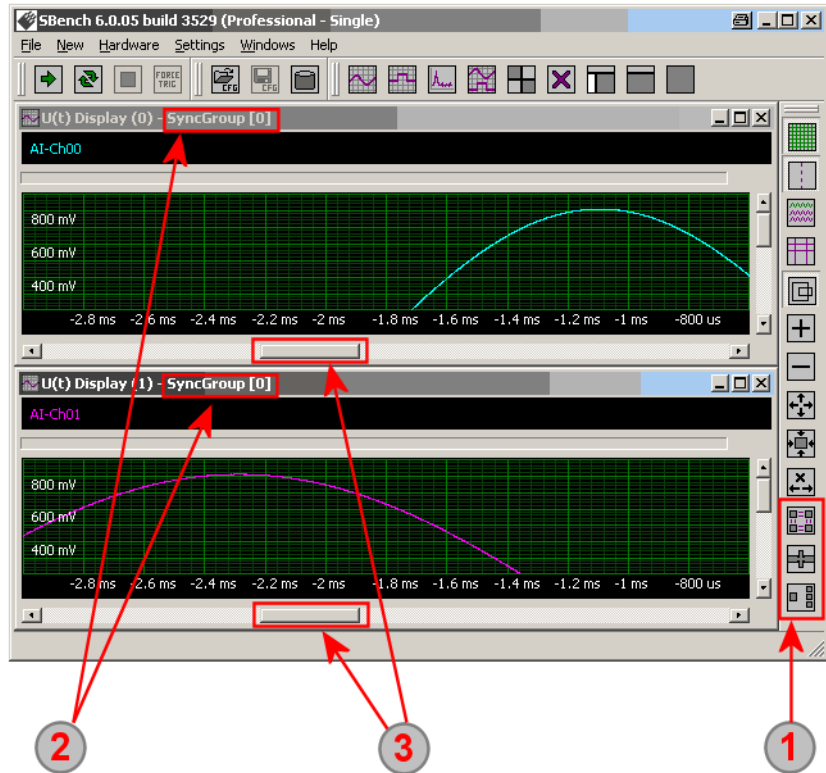 SBench 6.0.05 build 3529 (Professional - Single)
File New Hardware Settings Windows Help
FORCE TRIG CFG CFG
U(t) Display (0) - SyncGroup [0]
AI-Ch00
800 mV
600 mV
400 mV
-2.8 ms -2.6 ms -2.4 ms -2.2 ms -2 ms -1.8 ms -1.6 ms -1.4 ms -1.2 ms -1 ms -800 us
U(t) Display (1) - SyncGroup [0]
AI-Ch01
800 mV
600 mV
400 mV
-2.8 ms -2.6 ms -2.4 ms -2.2 ms -2 ms -1.8 ms -1.6 ms -1.4 ms -1.2 ms -1 ms -800 us
2 3 1